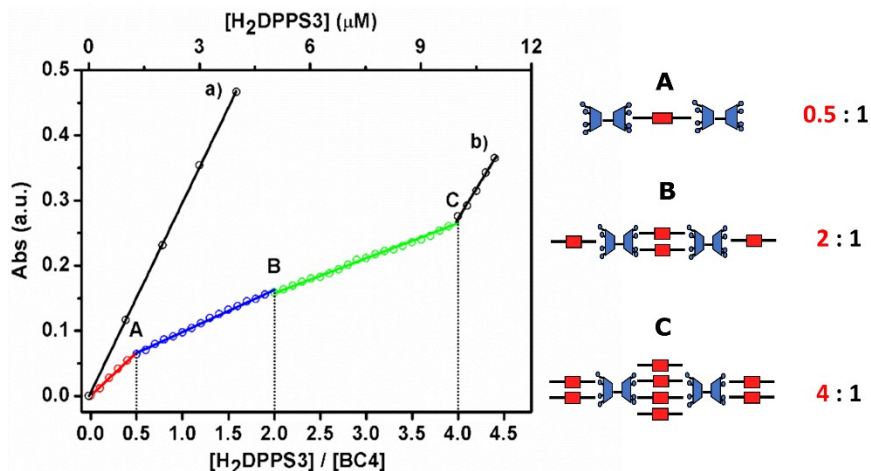 [H₂DPPS3] (μM)
0 3 6 9 12
0.5
0.4
0.3
0.2
0.1
0.0
Abs (a.u.)
a)
b)
A
B
C
0.0 0.5 1.0 1.5 2.0 2.5 3.0 3.5 4.0 4.5
[H₂DPPS3] / [BC4]
A
0.5 : 1
B
2 : 1
C
4 : 1